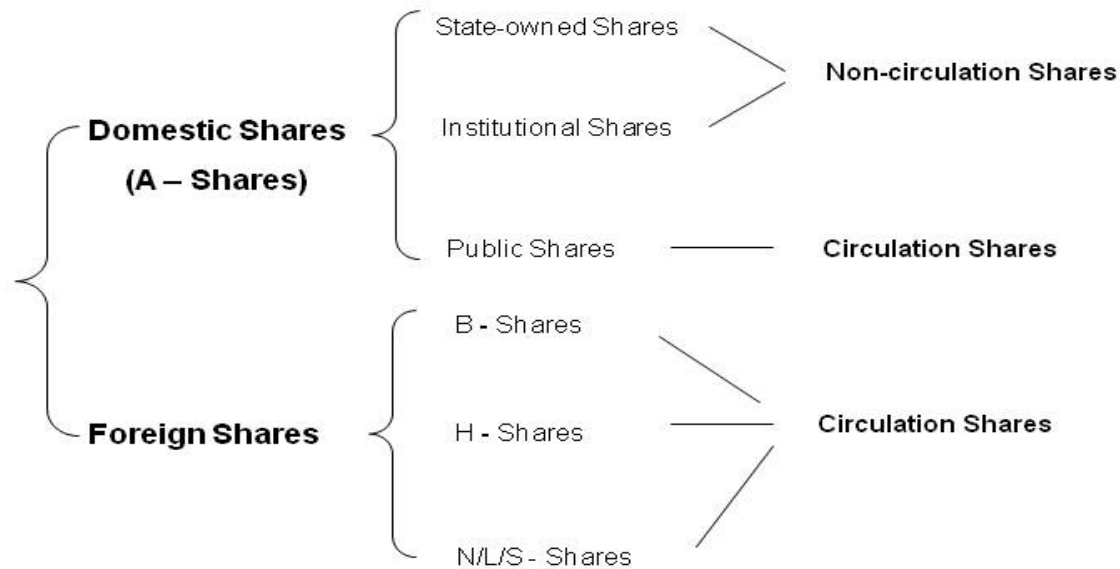 State-owned Shares
Non-circulation Shares
Domestic Shares
(A – Shares)
Institutional Shares
Public Shares
Circulation Shares
B - Shares
Foreign Shares
H - Shares
Circulation Shares
N/L/S - Shares